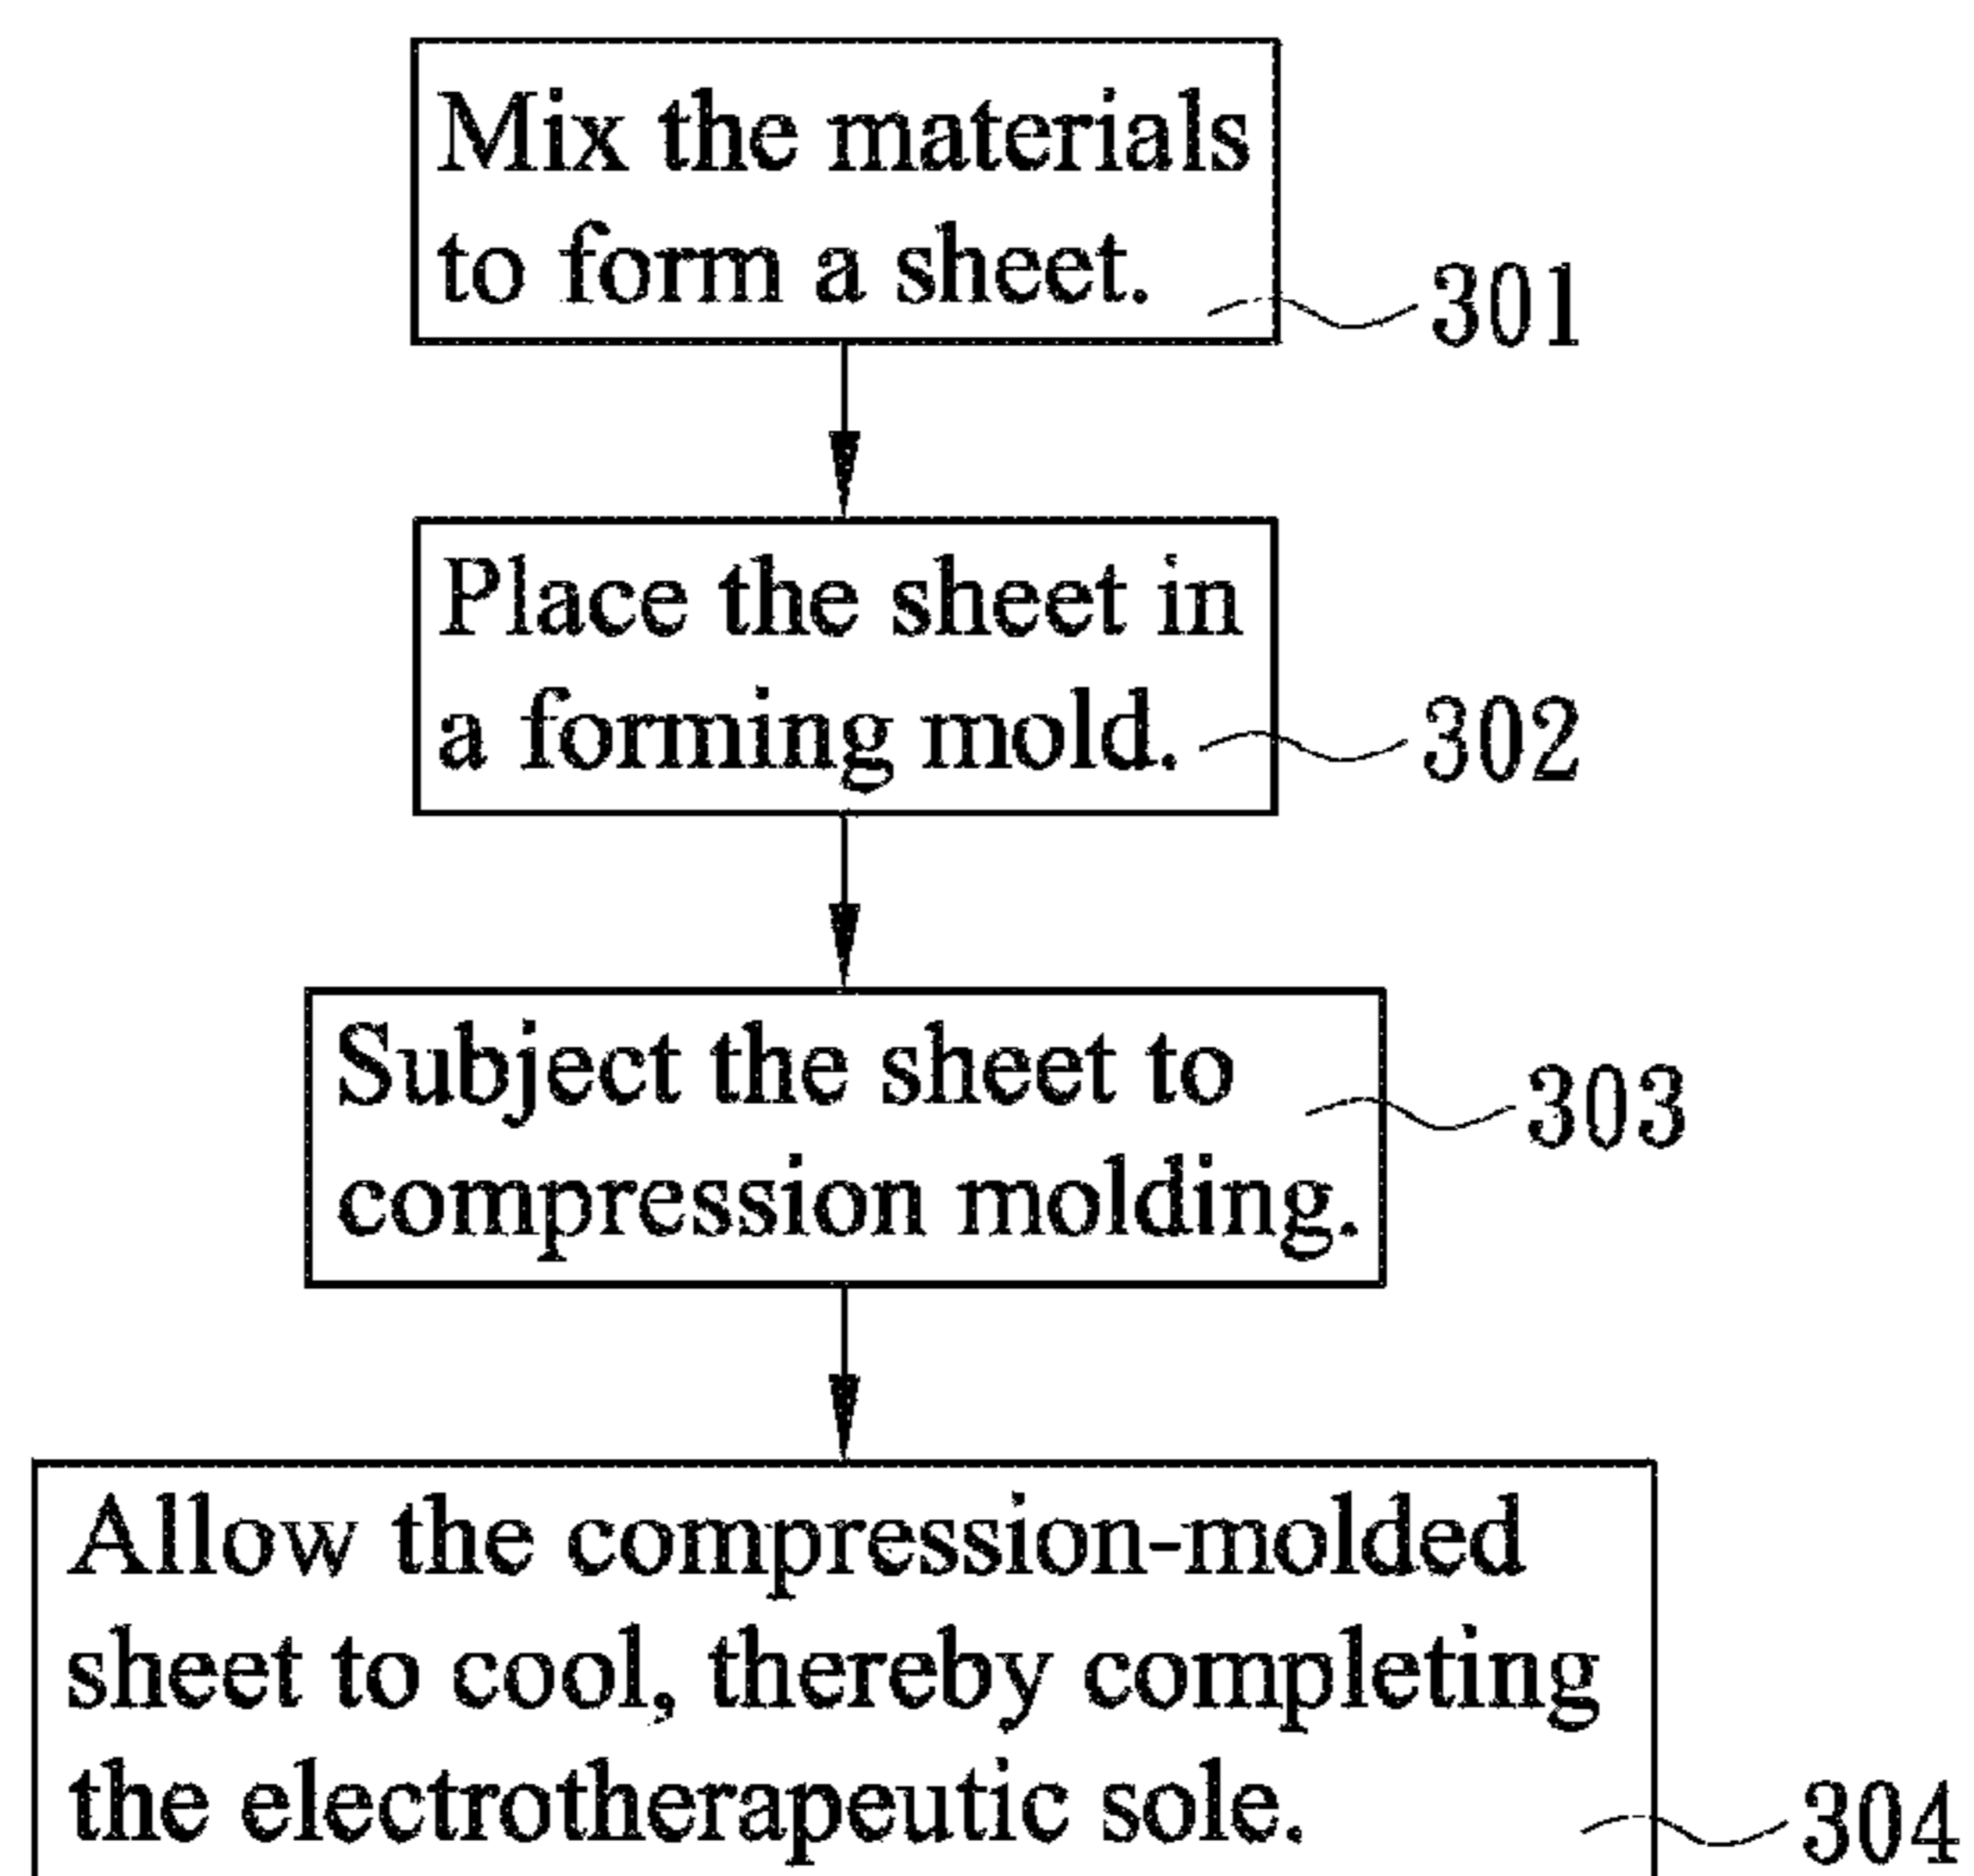 Mix the materials
to form a sheet.
301
Place the sheet in
a forming mold.
302
Subject the sheet to
303
compression molding.
Allow the compression-molded
sheet to cool, thereby completing
the electrotherapeutic sole.
304